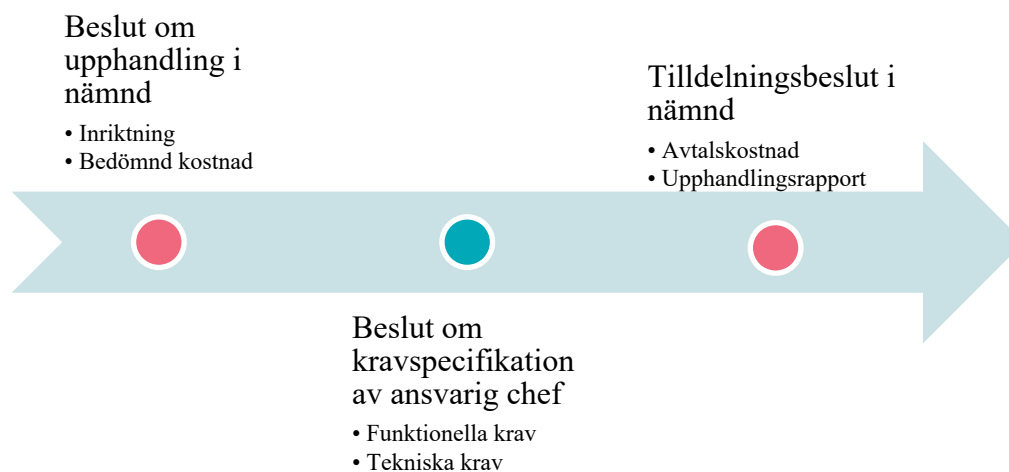 Beslut om
upphandling i
nämnd
• Inriktning
• Bedömnd kostnad
Beslut om
kravspecifikation
av ansvarig chef
• Funktionella krav
• Tekniska krav
Tilldelningsbeslut i
nämnd
• Avtalskostnad
• Upphandlingsrapport